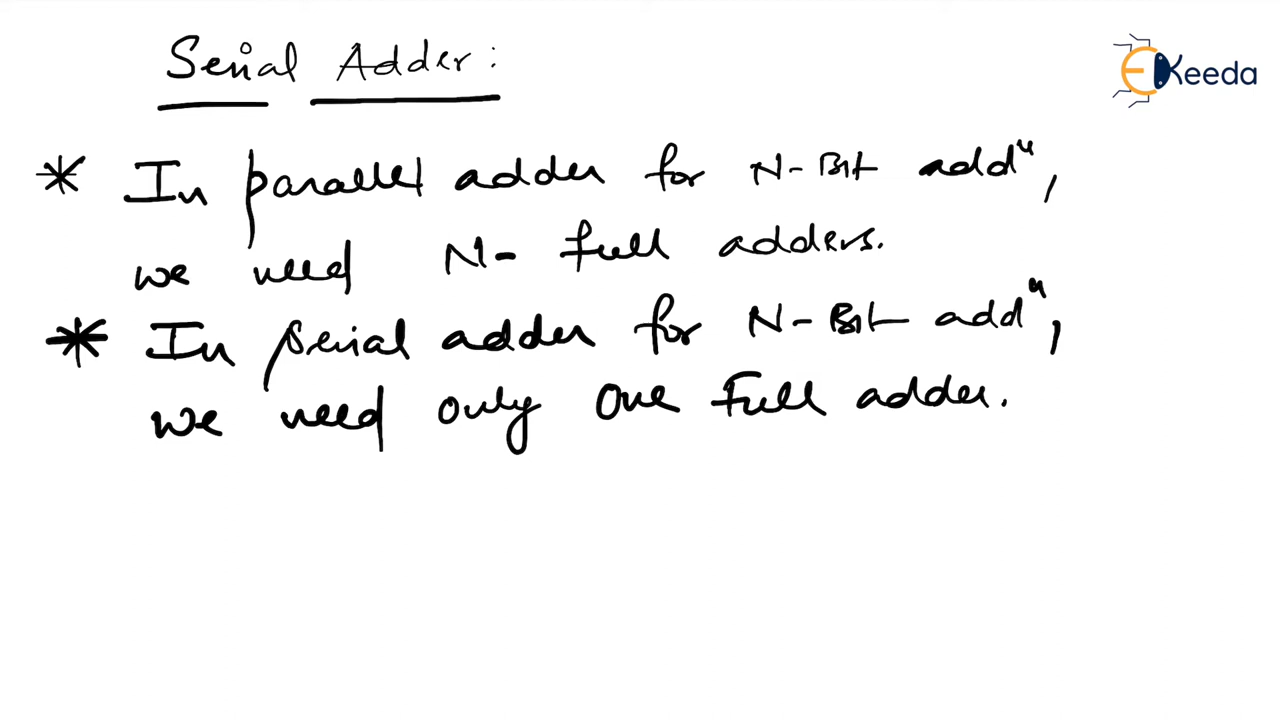 Serial Adder:
EKeeda
* In parallel adder for N-Bit addⁿ,
we need N- full adders.
* In serial adder for N-Bit addⁿ,
we need only one Full adder.